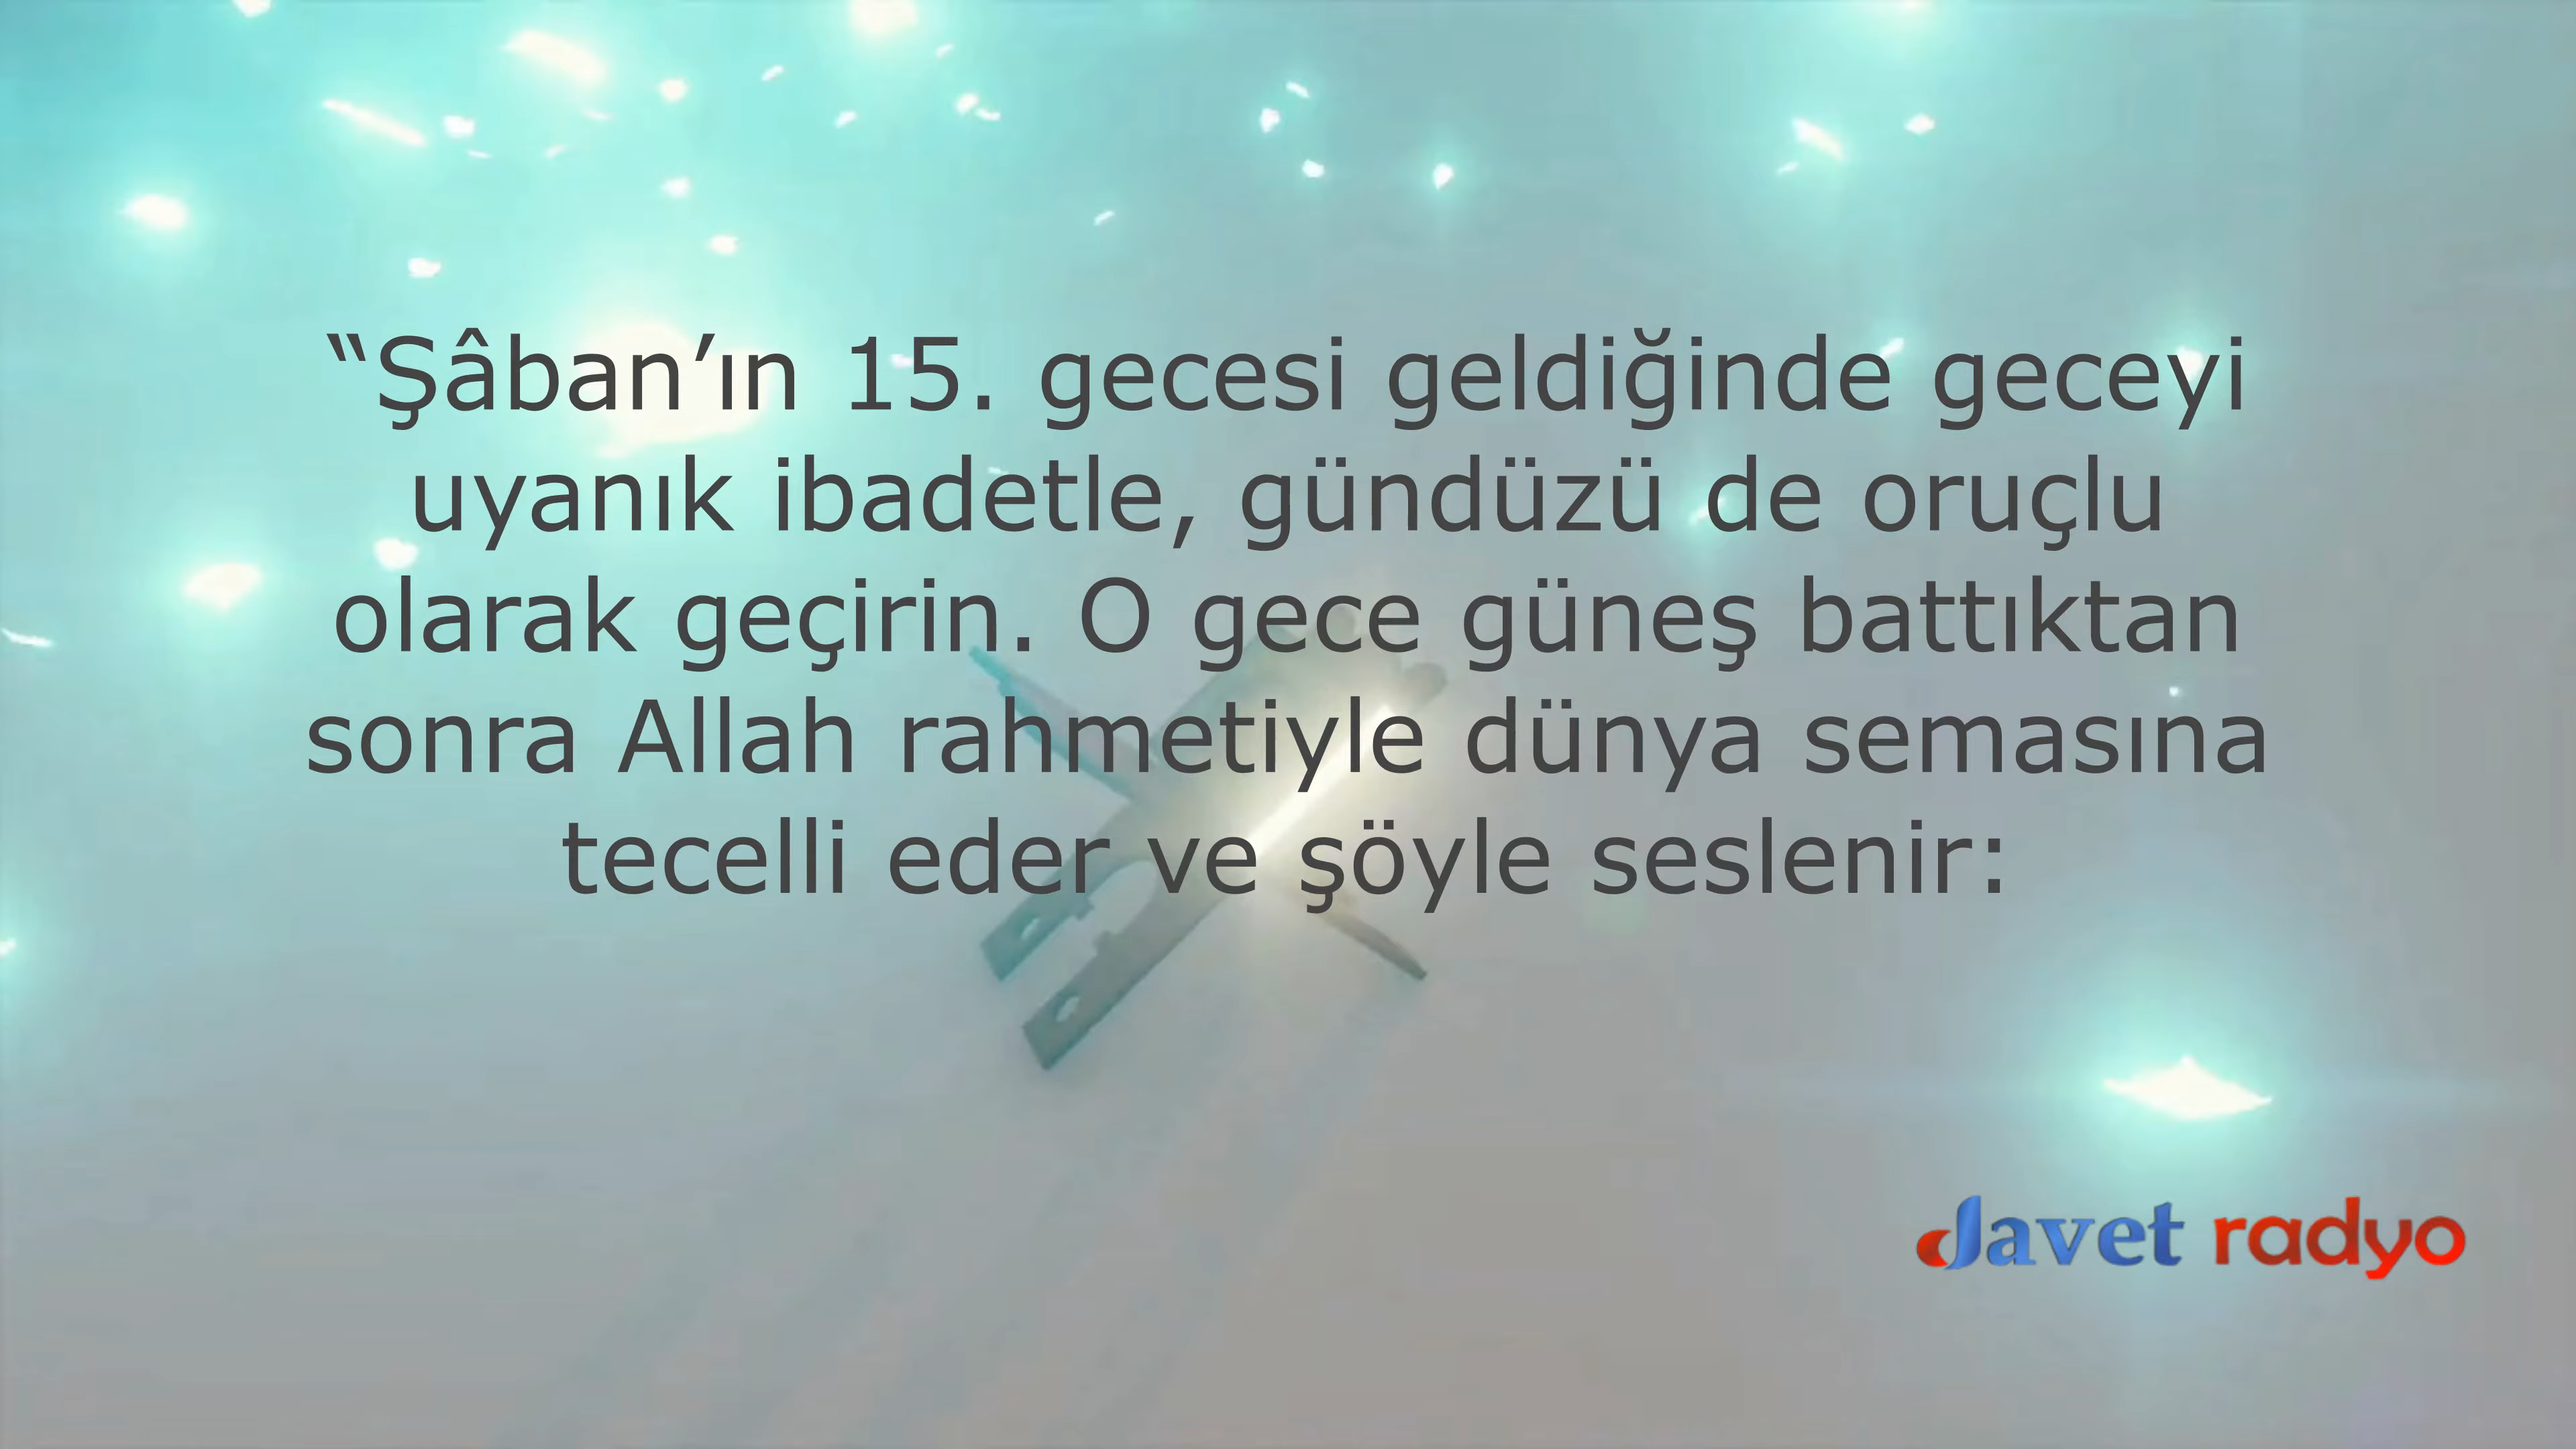 “Şâban’ın 15. gecesi geldiğinde geceyi
uyanık ibadetle, gündüzü de oruçlu
olarak geçirin. O gece güneş battıktan
sonra Allah rahmetiyle dünya semasına
tecelli eder ve şöyle seslenir:
davet radyo